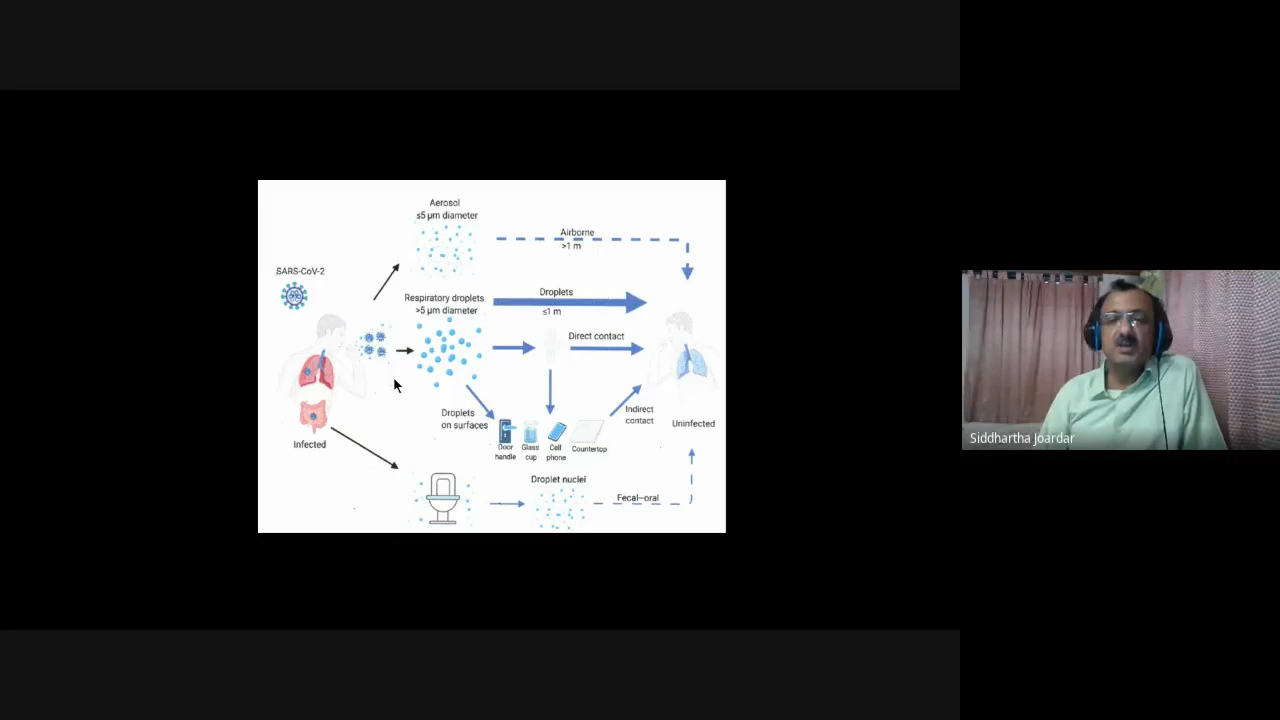 Aerosol
≤5 μm diameter
Airborne
>1 m
SARS-CoV-2
Respiratory droplets
>5 μm diameter
Droplets
≤1 m
Direct contact
Droplets
on surfaces
Indirect
contact
Infected
Uninfected
Door
handle
Glass
cup
Cell
phone
Countertop
Droplet nuclei
Fecal–oral
Siddhartha Joardar